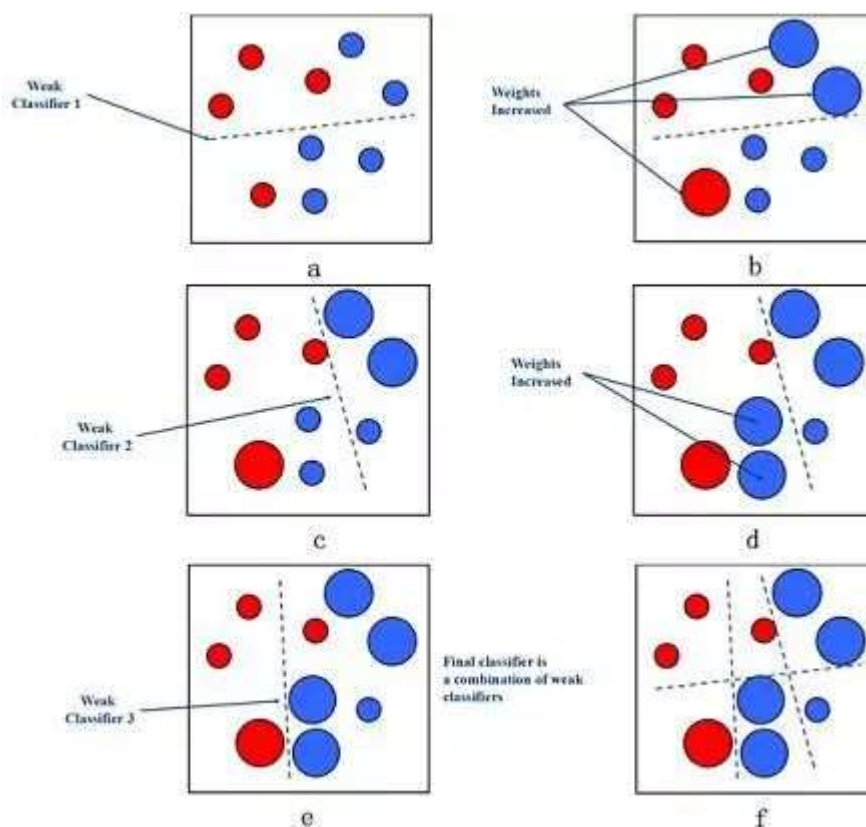 Weak
Classifier 1
a
Weights
Increased
b
Weak
Classifier 2
c
Weights
Increased
d
Weak
Classifier 3
e
Final classifier is
a combination of weak
classifiers
f